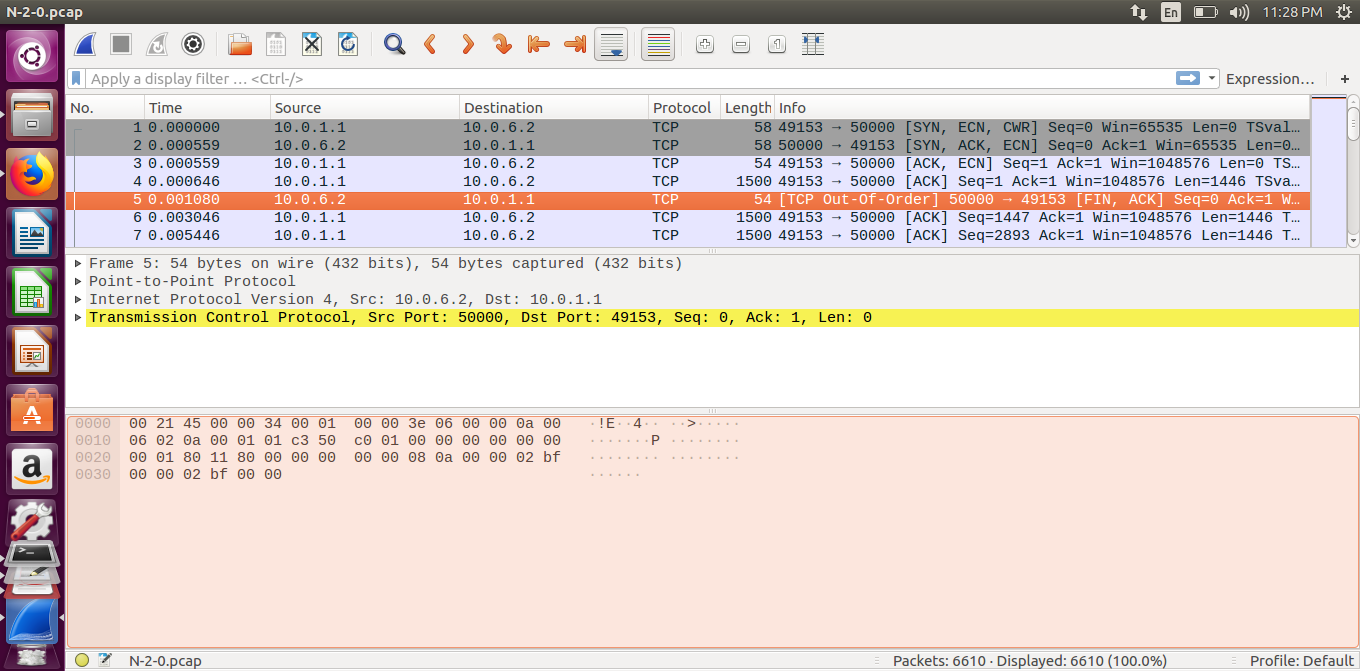 N-2-0.pcap
En
11:28 PM
Apply a display filter … <Ctrl-/>
Expression…
+
No. Time Source Destination Protocol Length Info
1 0.000000 10.0.1.1 10.0.6.2 TCP 58 49153 → 50000 [SYN, ECN, CWR] Seq=0 Win=65535 Len=0 TSval…
2 0.000559 10.0.6.2 10.0.1.1 TCP 58 50000 → 49153 [SYN, ACK, ECN] Seq=0 Ack=1 Win=65535 Len=0…
3 0.000559 10.0.1.1 10.0.6.2 TCP 54 49153 → 50000 [ACK, ECN] Seq=1 Ack=1 Win=1048576 Len=0 TS…
4 0.000646 10.0.1.1 10.0.6.2 TCP 1500 49153 → 50000 [ACK] Seq=1 Ack=1 Win=1048576 Len=1446 TSva…
5 0.001080 10.0.6.2 10.0.1.1 TCP 54 [TCP Out-Of-Order] 50000 → 49153 [FIN, ACK] Seq=0 Ack=1 W…
6 0.003046 10.0.1.1 10.0.6.2 TCP 1500 49153 → 50000 [ACK] Seq=1447 Ack=1 Win=1048576 Len=1446 T…
7 0.005446 10.0.1.1 10.0.6.2 TCP 1500 49153 → 50000 [ACK] Seq=2893 Ack=1 Win=1048576 Len=1446 T…
Frame 5: 54 bytes on wire (432 bits), 54 bytes captured (432 bits)
Point-to-Point Protocol
Internet Protocol Version 4, Src: 10.0.6.2, Dst: 10.0.1.1
Transmission Control Protocol, Src Port: 50000, Dst Port: 49153, Seq: 0, Ack: 1, Len: 0
0000 00 21 45 00 00 34 00 01 00 00 3e 06 00 00 0a 00 ·!E··4·· ··>·····
0010 06 02 0a 00 01 01 c3 50 c0 01 00 00 00 00 00 00 ·······P ········
0020 00 01 80 11 80 00 00 00 00 00 08 0a 00 00 02 bf ········ ········
0030 00 00 02 bf 00 00 ······
N-2-0.pcap
Packets: 6610 · Displayed: 6610 (100.0%)
Profile: Default